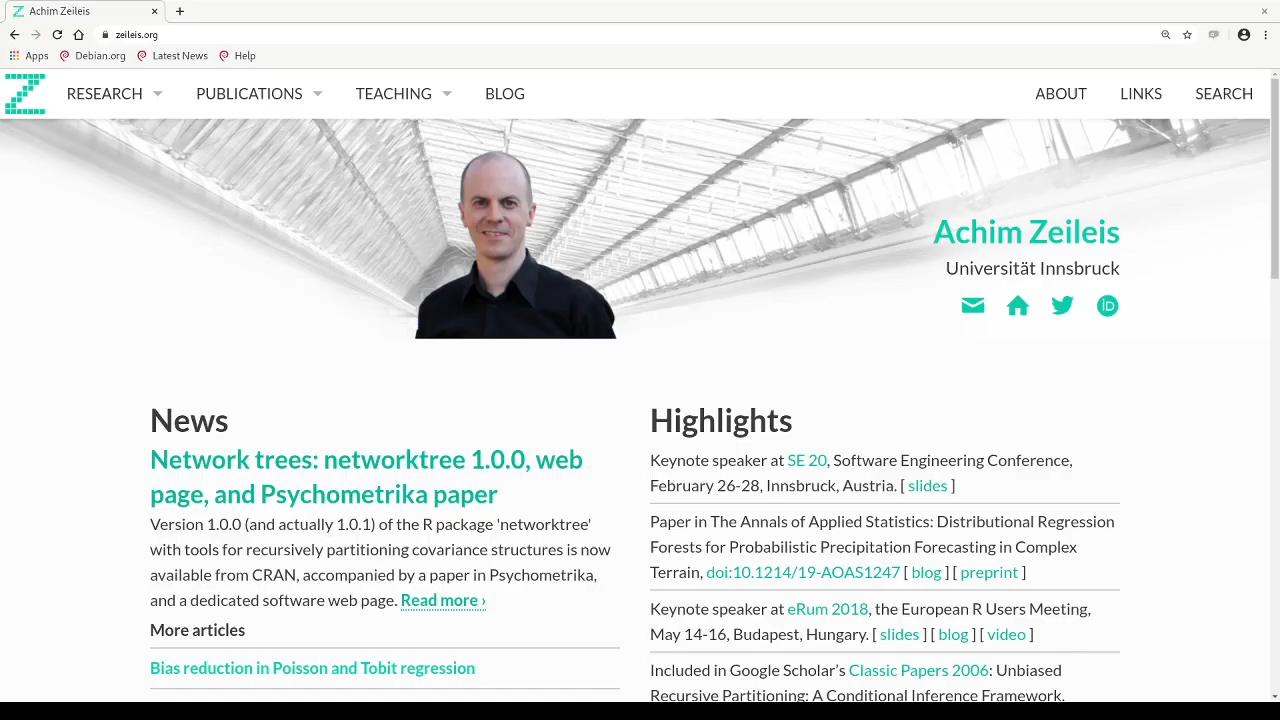 Achim Zeileis
zeileis.org
Apps Debian.org Latest News Help
RESEARCH PUBLICATIONS TEACHING BLOG ABOUT LINKS SEARCH
Achim Zeileis
Universität Innsbruck
News
Network trees: networktree 1.0.0, web
page, and Psychometrika paper
Version 1.0.0 (and actually 1.0.1) of the R package 'networktree'
with tools for recursively partitioning covariance structures is now
available from CRAN, accompanied by a paper in Psychometrika,
and a dedicated software web page. Read more ›
More articles
Bias reduction in Poisson and Tobit regression
Highlights
Keynote speaker at SE 20, Software Engineering Conference,
February 26-28, Innsbruck, Austria. [ slides ]
Paper in The Annals of Applied Statistics: Distributional Regression
Forests for Probabilistic Precipitation Forecasting in Complex
Terrain, doi:10.1214/19-AOAS1247 [ blog ] [ preprint ]
Keynote speaker at eRum 2018, the European R Users Meeting,
May 14-16, Budapest, Hungary. [ slides ] [ blog ] [ video ]
Included in Google Scholar’s Classic Papers 2006: Unbiased
Recursive Partitioning: A Conditional Inference Framework.